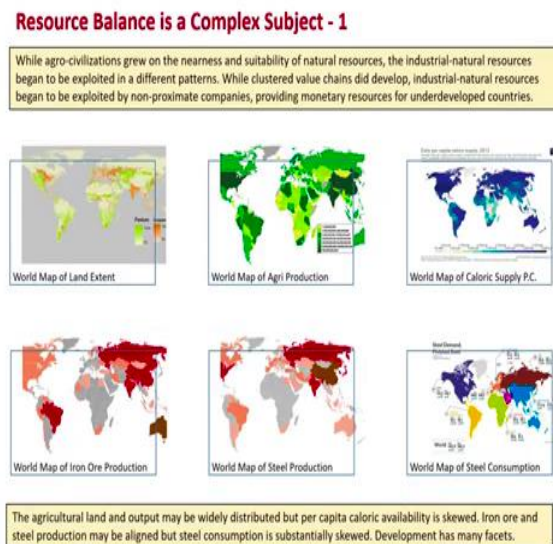 Resource Balance is a Complex Subject - 1
While agro-civilizations grew on the nearness and suitability of natural resources, the industrial-natural resources
began to be exploited in a different patterns. While clustered value chains did develop, industrial-natural resources
began to be exploited by non-proximate companies, providing monetary resources for underdeveloped countries.
World Map of Land Extent
World Map of Agri Production
World Map of Caloric Supply P.C.
World Map of Iron Ore Production
World Map of Steel Production
World Map of Steel Consumption
The agricultural land and output may be widely distributed but per capita caloric availability is skewed. Iron ore and
steel production may be aligned but steel consumption is substantially skewed. Development has many facets.